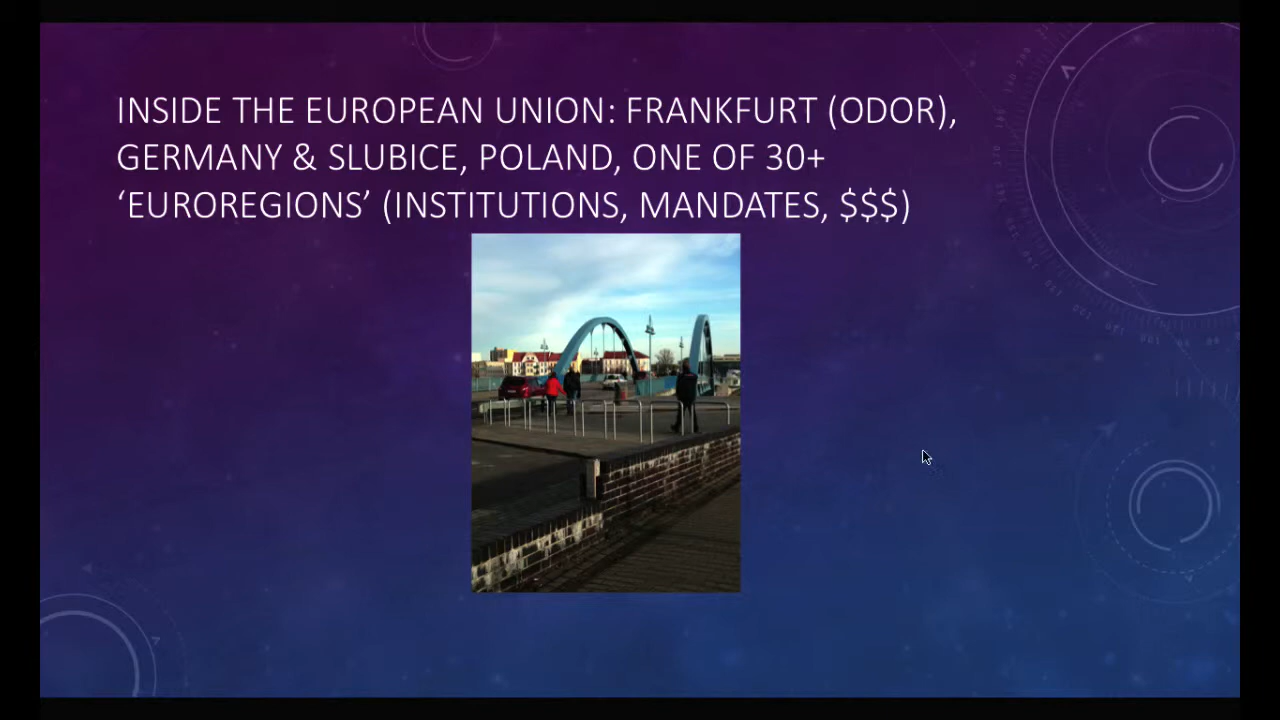 INSIDE THE EUROPEAN UNION: FRANKFURT (ODOR),
GERMANY & SLUBICE, POLAND, ONE OF 30+
‘EUROREGIONS’ (INSTITUTIONS, MANDATES, $$$)